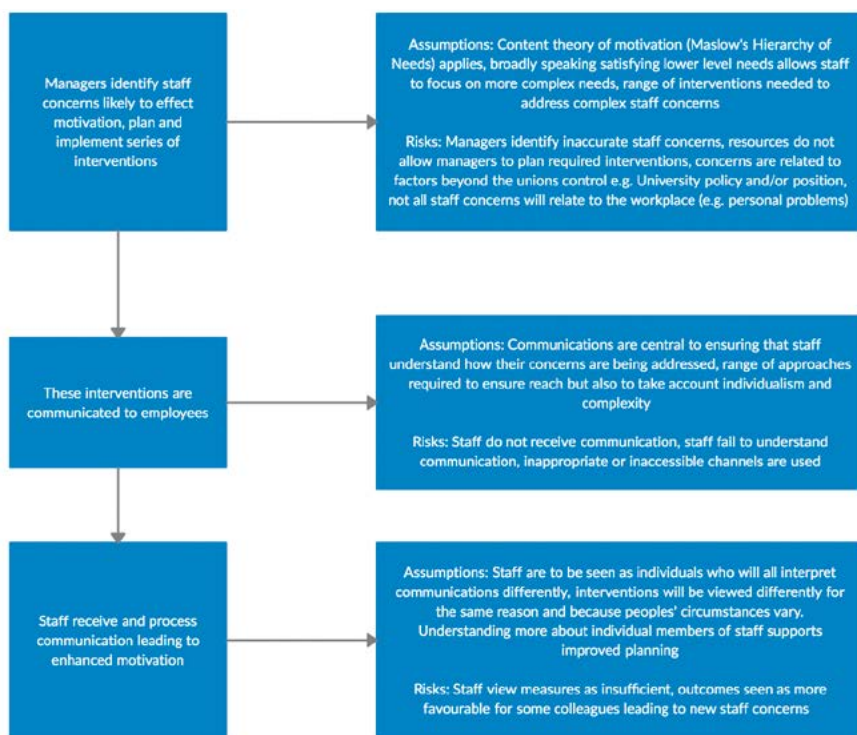 Managers identify staff
concerns likely to effect
motivation, plan and
implement series of
interventions
Assumptions: Content theory of motivation (Maslow's Hierarchy of
Needs) applies, broadly speaking satisfying lower level needs allows
staff to focus on more complex needs, range of interventions needed to
address complex staff concerns
Risks: Managers identify inaccurate staff concerns, resources do not
allow managers to plan required interventions, concerns are related to
factors beyond the unions control e.g. University policy and/or position,
not all staff concerns will relate to the workplace (e.g. personal problems)
These interventions are
communicated to employees
Assumptions: Communications are central to ensuring that staff
understand how their concerns are being addressed, range of approaches
required to ensure reach but also to take account individualism and
complexity
Risks: Staff do not receive communication, staff fail to understand
communication, inappropriate or inaccessible channels are used
Staff receive and process
communication leading to
enhanced motivation
Assumptions: Staff are to be seen as individuals who will all interpret
communications differently, interventions will be viewed differently for
the same reason and because peoples' circumstances vary.
Understanding more about individual members of staff supports
improved planning
Risks: Staff view measures as insufficient, outcomes seen as more
favourable for some colleagues leading to new staff concerns